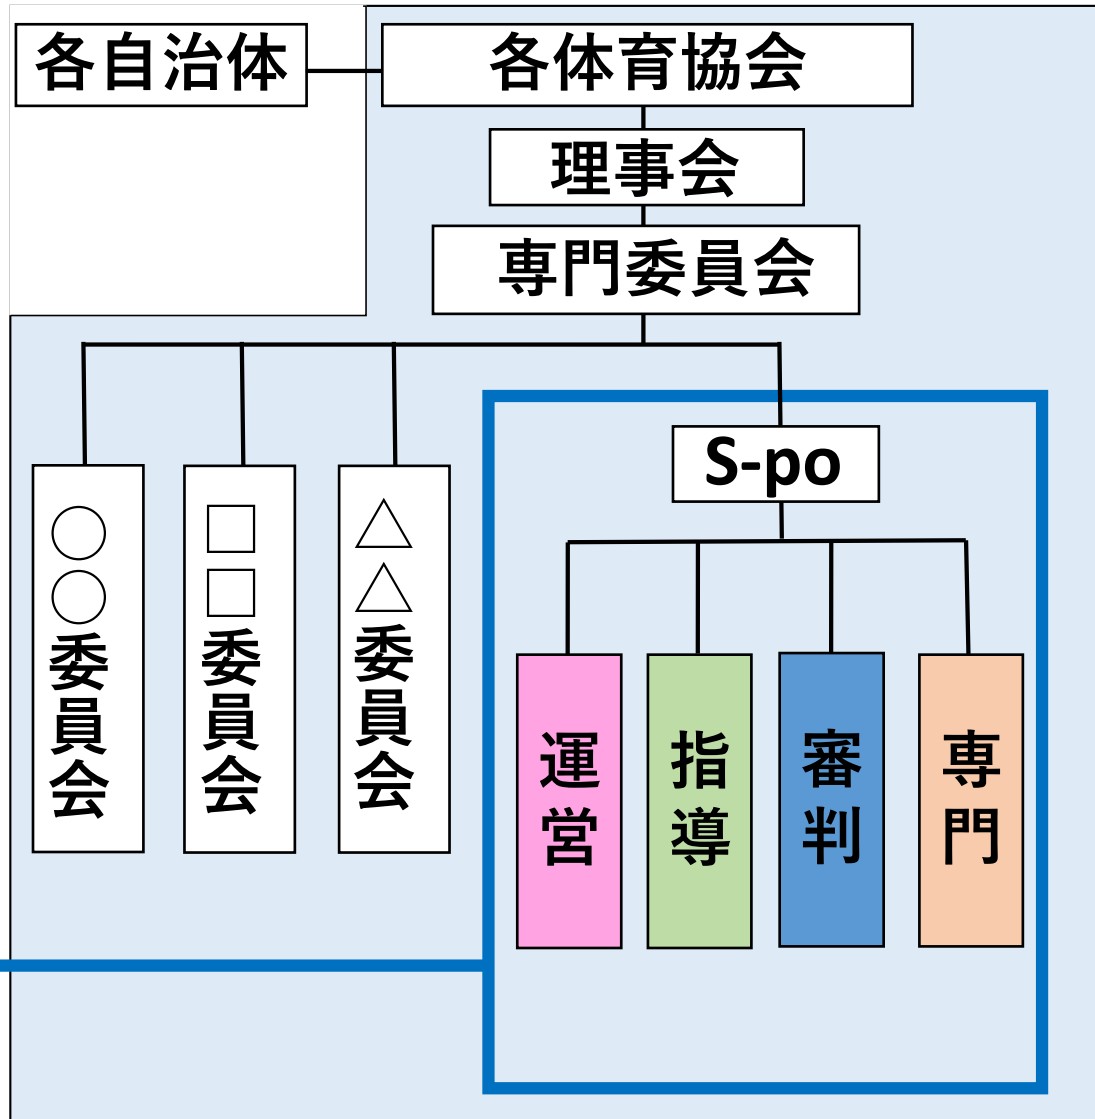 各自治体
各体育協会
理事会
専門委員会
S-po
○○委員会
□□委員会
△△委員会
運営
指導
審判
専門